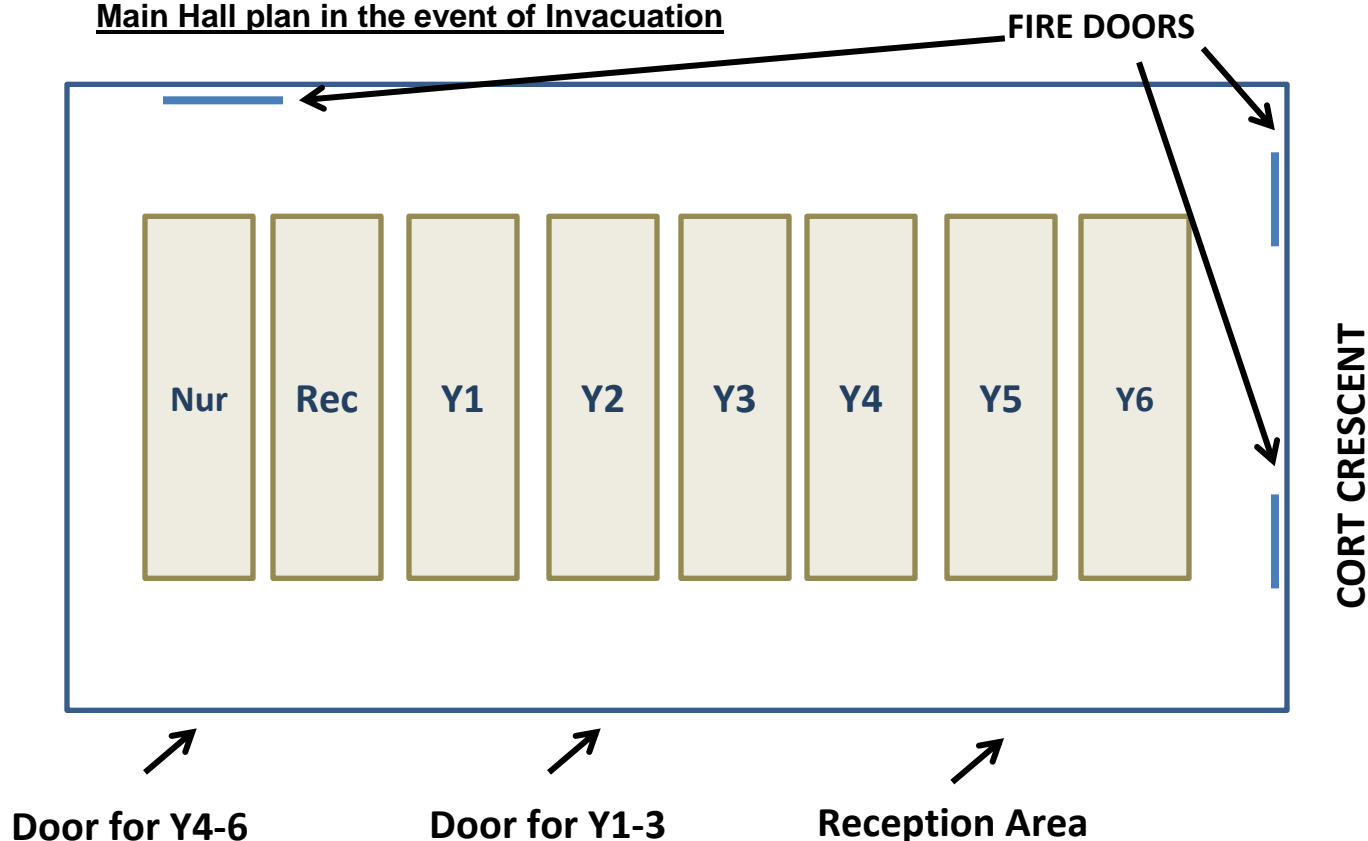 Main Hall plan in the event of Invacuation
FIRE DOORS
Nur
Rec
Y1
Y2
Y3
Y4
Y5
Y6
CORT CRESCENT
Door for Y4-6
Door for Y1-3
Reception Area